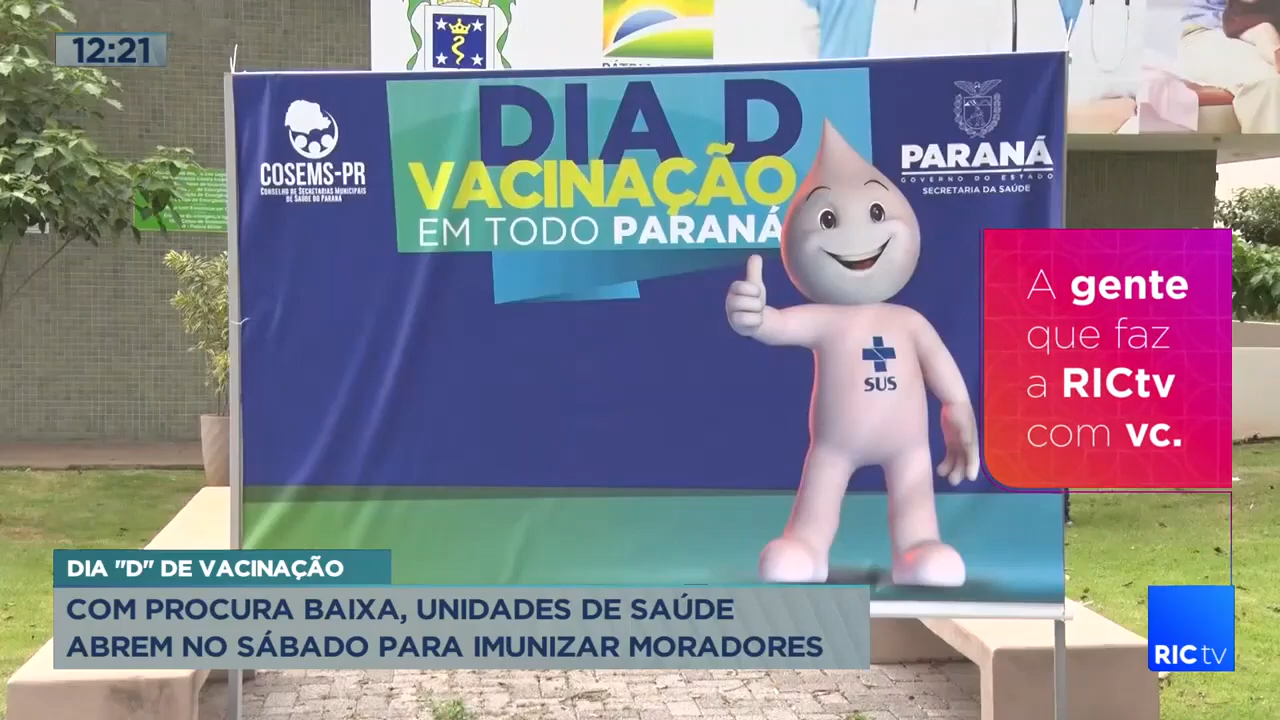 12:21
COSEMS-PR
CONSELHO DE SECRETARIAS MUNICIPAIS
DE SAÚDE DO PARANÁ
DIA D
VACINAÇÃO
EM TODO PARANÁ
PARANÁ
GOVERNO DO ESTADO
SECRETARIA DA SAÚDE
SUS
A gente
que faz
a RICtv
com vc.
DIA "D" DE VACINAÇÃO
COM PROCURA BAIXA, UNIDADES DE SAÚDE
ABREM NO SÁBADO PARA IMUNIZAR MORADORES
RICtv